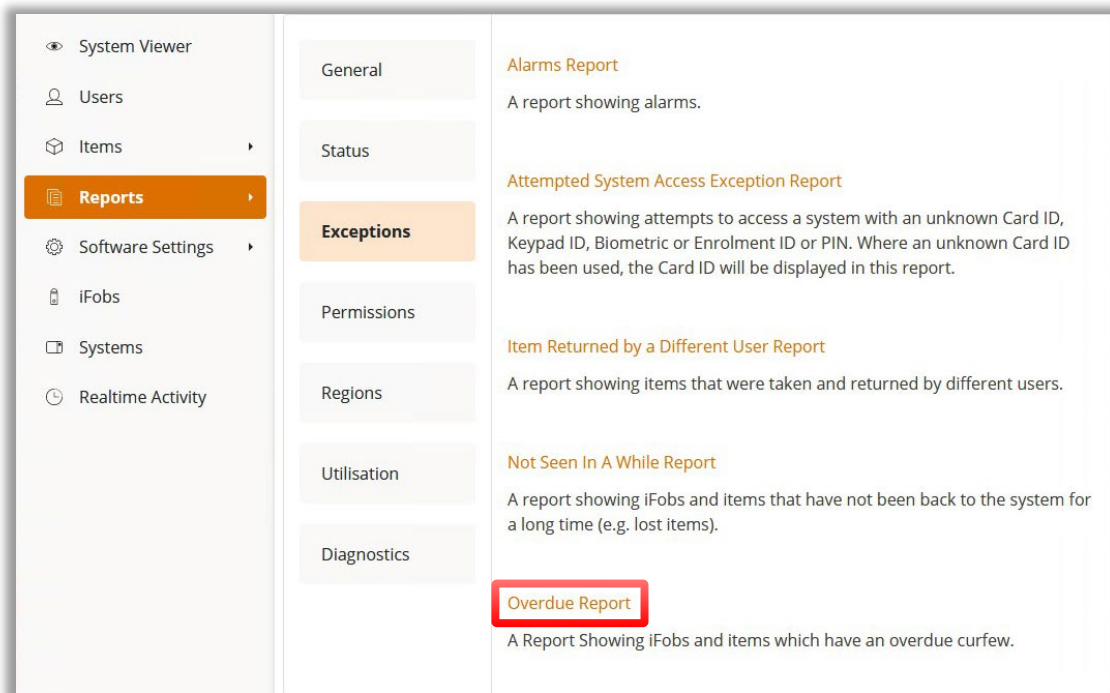 System Viewer
Users
Items
Reports
Software Settings
iFobs
Systems
Realtime Activity
General
Status
Exceptions
Permissions
Regions
Utilisation
Diagnostics
Alarms Report
A report showing alarms.
Attempted System Access Exception Report
A report showing attempts to access a system with an unknown Card ID,
Keypad ID, Biometric or Enrolment ID or PIN. Where an unknown Card ID
has been used, the Card ID will be displayed in this report.
Item Returned by a Different User Report
A report showing items that were taken and returned by different users.
Not Seen In A While Report
A report showing iFobs and items that have not been back to the system for
a long time (e.g. lost items).
Overdue Report
A Report Showing iFobs and items which have an overdue curfew.